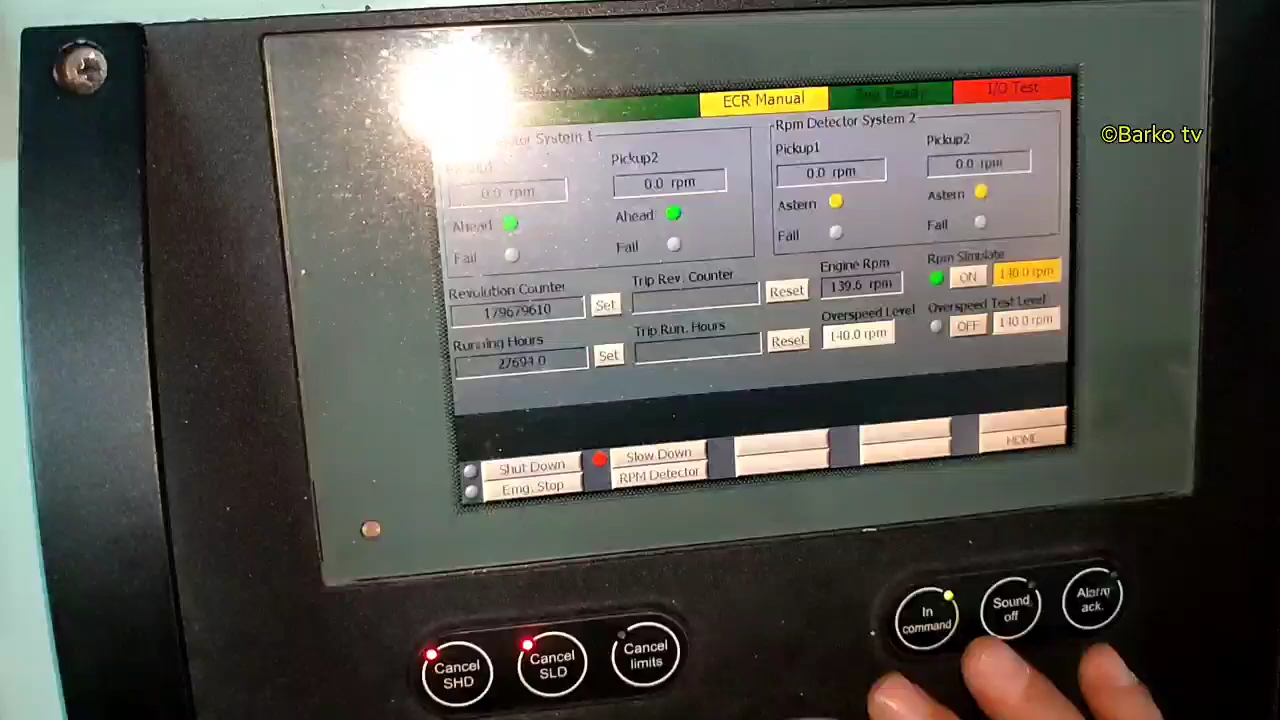 ECR Manual
I/O Test
©Barko tv
System 1
Rpm Detector System 2
Pickup2
Pickup1
Pickup2
0.0 rpm
0.0 rpm
0.0 rpm
0.0 rpm
Ahead
Ahead
Astern
Astern
Fail
Fail
Fail
Fail
Revolution Counter
Trip Rev. Counter
Engine Rpm
Rpm Simulate
179679610
Set
Reset
139.6 rpm
ON
140.0 rpm
Running Hours
Trip Run. Hours
Overspeed Level
Overspeed Test Level
27694.0
Set
Reset
140.0 rpm
OFF
140.0 rpm
Shut Down
Slow Down
Emg. Stop
RPM Detector
HOME
Cancel
SHD
Cancel
SLD
Cancel
limits
In
command
Sound
off
Alarm
ack.